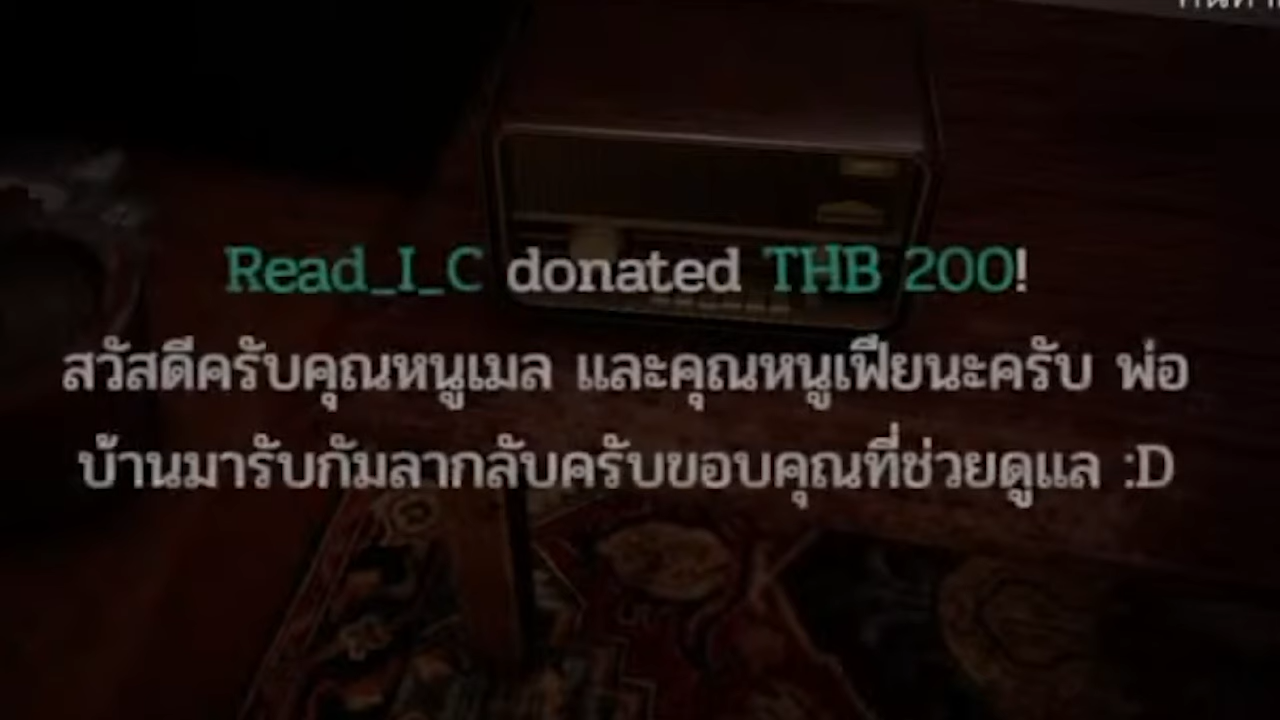 Read_I_C donated THB 200!
สวัสดีครับคุณหนูเมล และคุณหนูเฟียนะครับ พ่อ
บ้านมารับกัมลากลับครับขอบคุณที่ช่วยดูแล :D